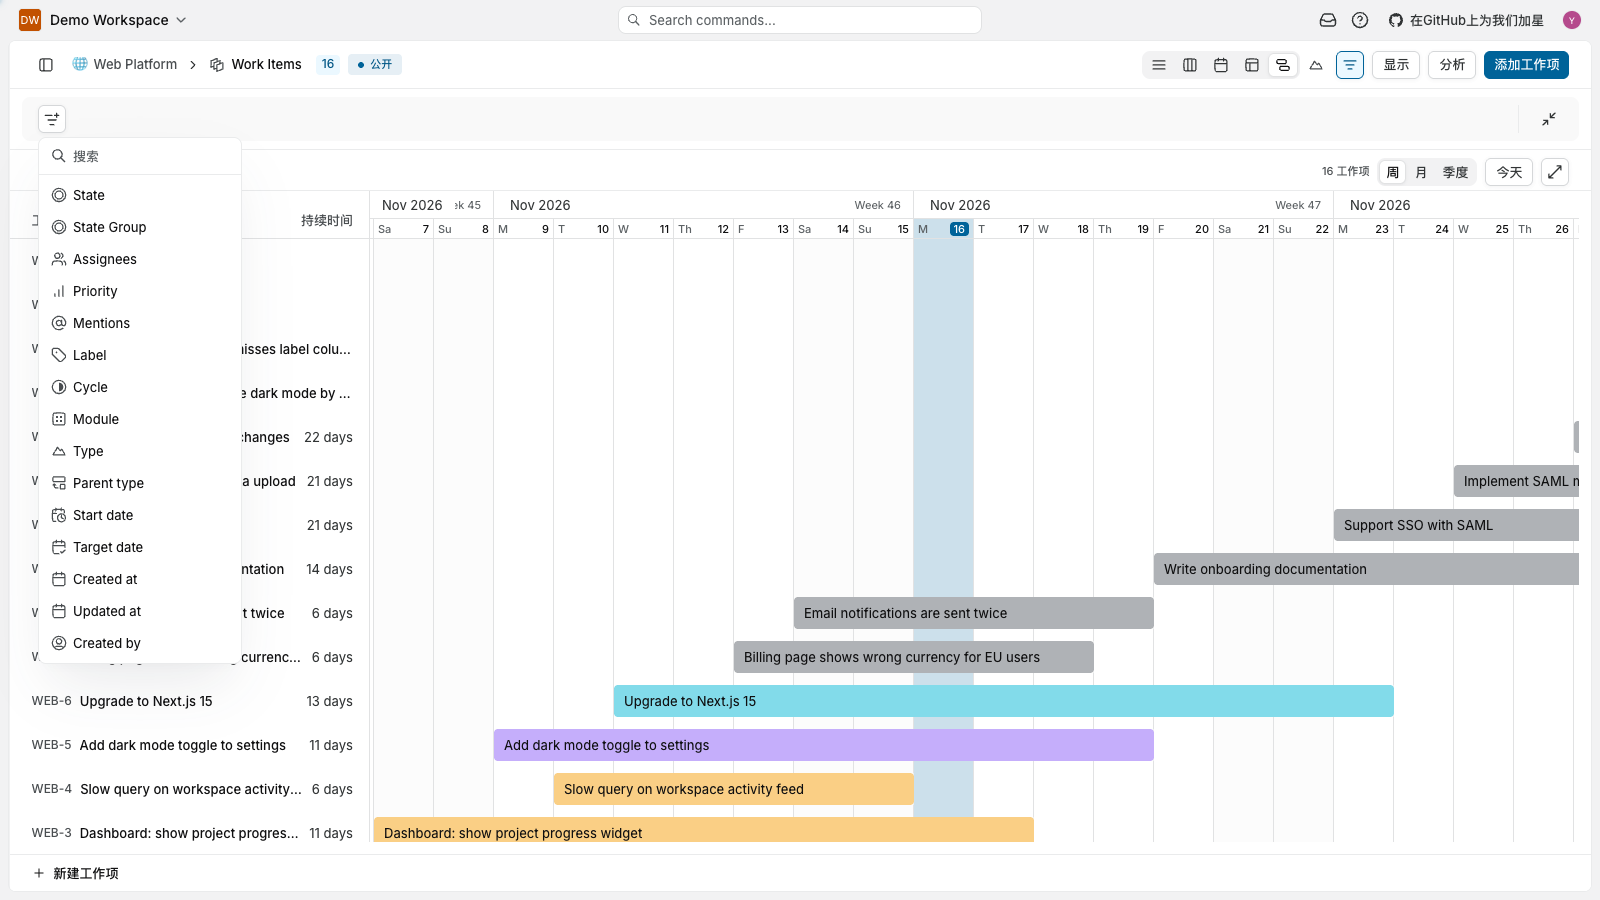 DW Demo Workspace
Search commands...
在GitHub上为我们加星
Y
Web Platform
Work Items
16
公开
显示
分析
添加工作项
搜索
State
State Group
Assignees
Priority
Mentions
Label
Cycle
Module
Type
Parent type
Start date
Target date
Created at
Updated at
Created by
16 工作项
周
月
季度
今天
持续时间
Nov 2026
Week 46
Nov 2026
Week 47
Nov 2026
Sa 7 Su 8 M 9 T 10 W 11 Th 12 F 13 Sa 14 Su 15 M 16 T 17 W 18 Th 19 F 20 Sa 21 Su 22 M 23 T 24 W 25 Th 26
Nov 2026
45
label colu...
dark mode by ...
changes 22 days
a upload 21 days
Implement SAML
21 days
Support SSO with SAML
14 days
Write onboarding documentation
t twice 6 days
Email notifications are sent twice
currenc... 6 days
Billing page shows wrong currency for EU users
WEB-6 Upgrade to Next.js 15 13 days
Upgrade to Next.js 15
WEB-5 Add dark mode toggle to settings 11 days
Add dark mode toggle to settings
WEB-4 Slow query on workspace activity... 6 days
Slow query on workspace activity feed
WEB-3 Dashboard: show project progres... 11 days
Dashboard: show project progress widget
新建工作项